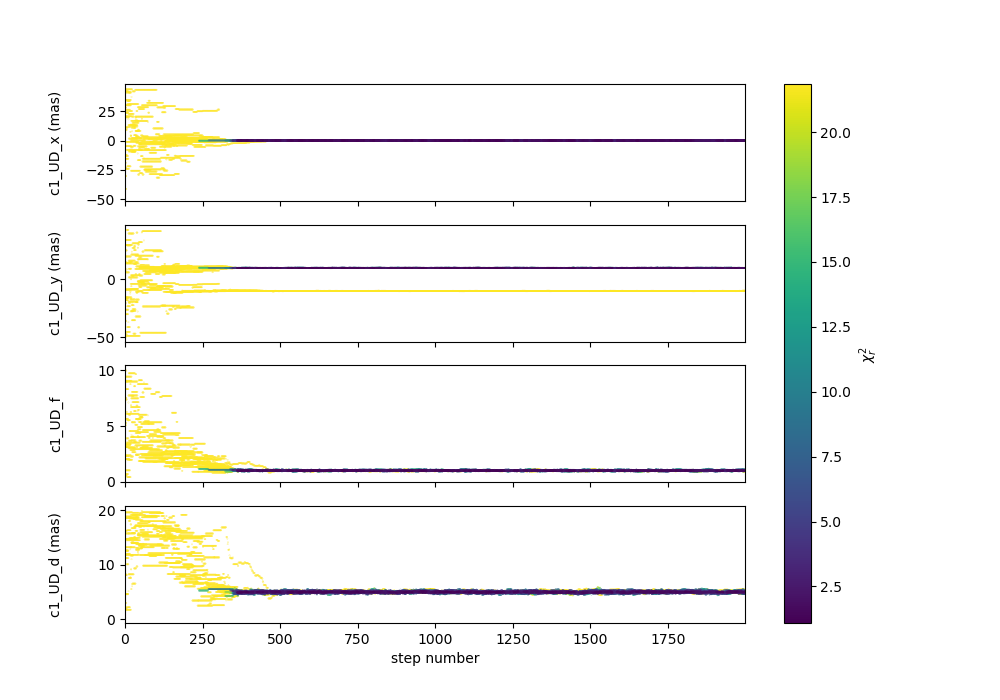 c1_UD_x (mas)
25
0
−25
−50
c1_UD_y (mas)
0
−50
c1_UD_f
10
5
0
c1_UD_d (mas)
20
10
0
0 250 500 750 1000 1250 1500 1750
step number
20.0
17.5
15.0
12.5
10.0
7.5
5.0
2.5
χ²ᵣ